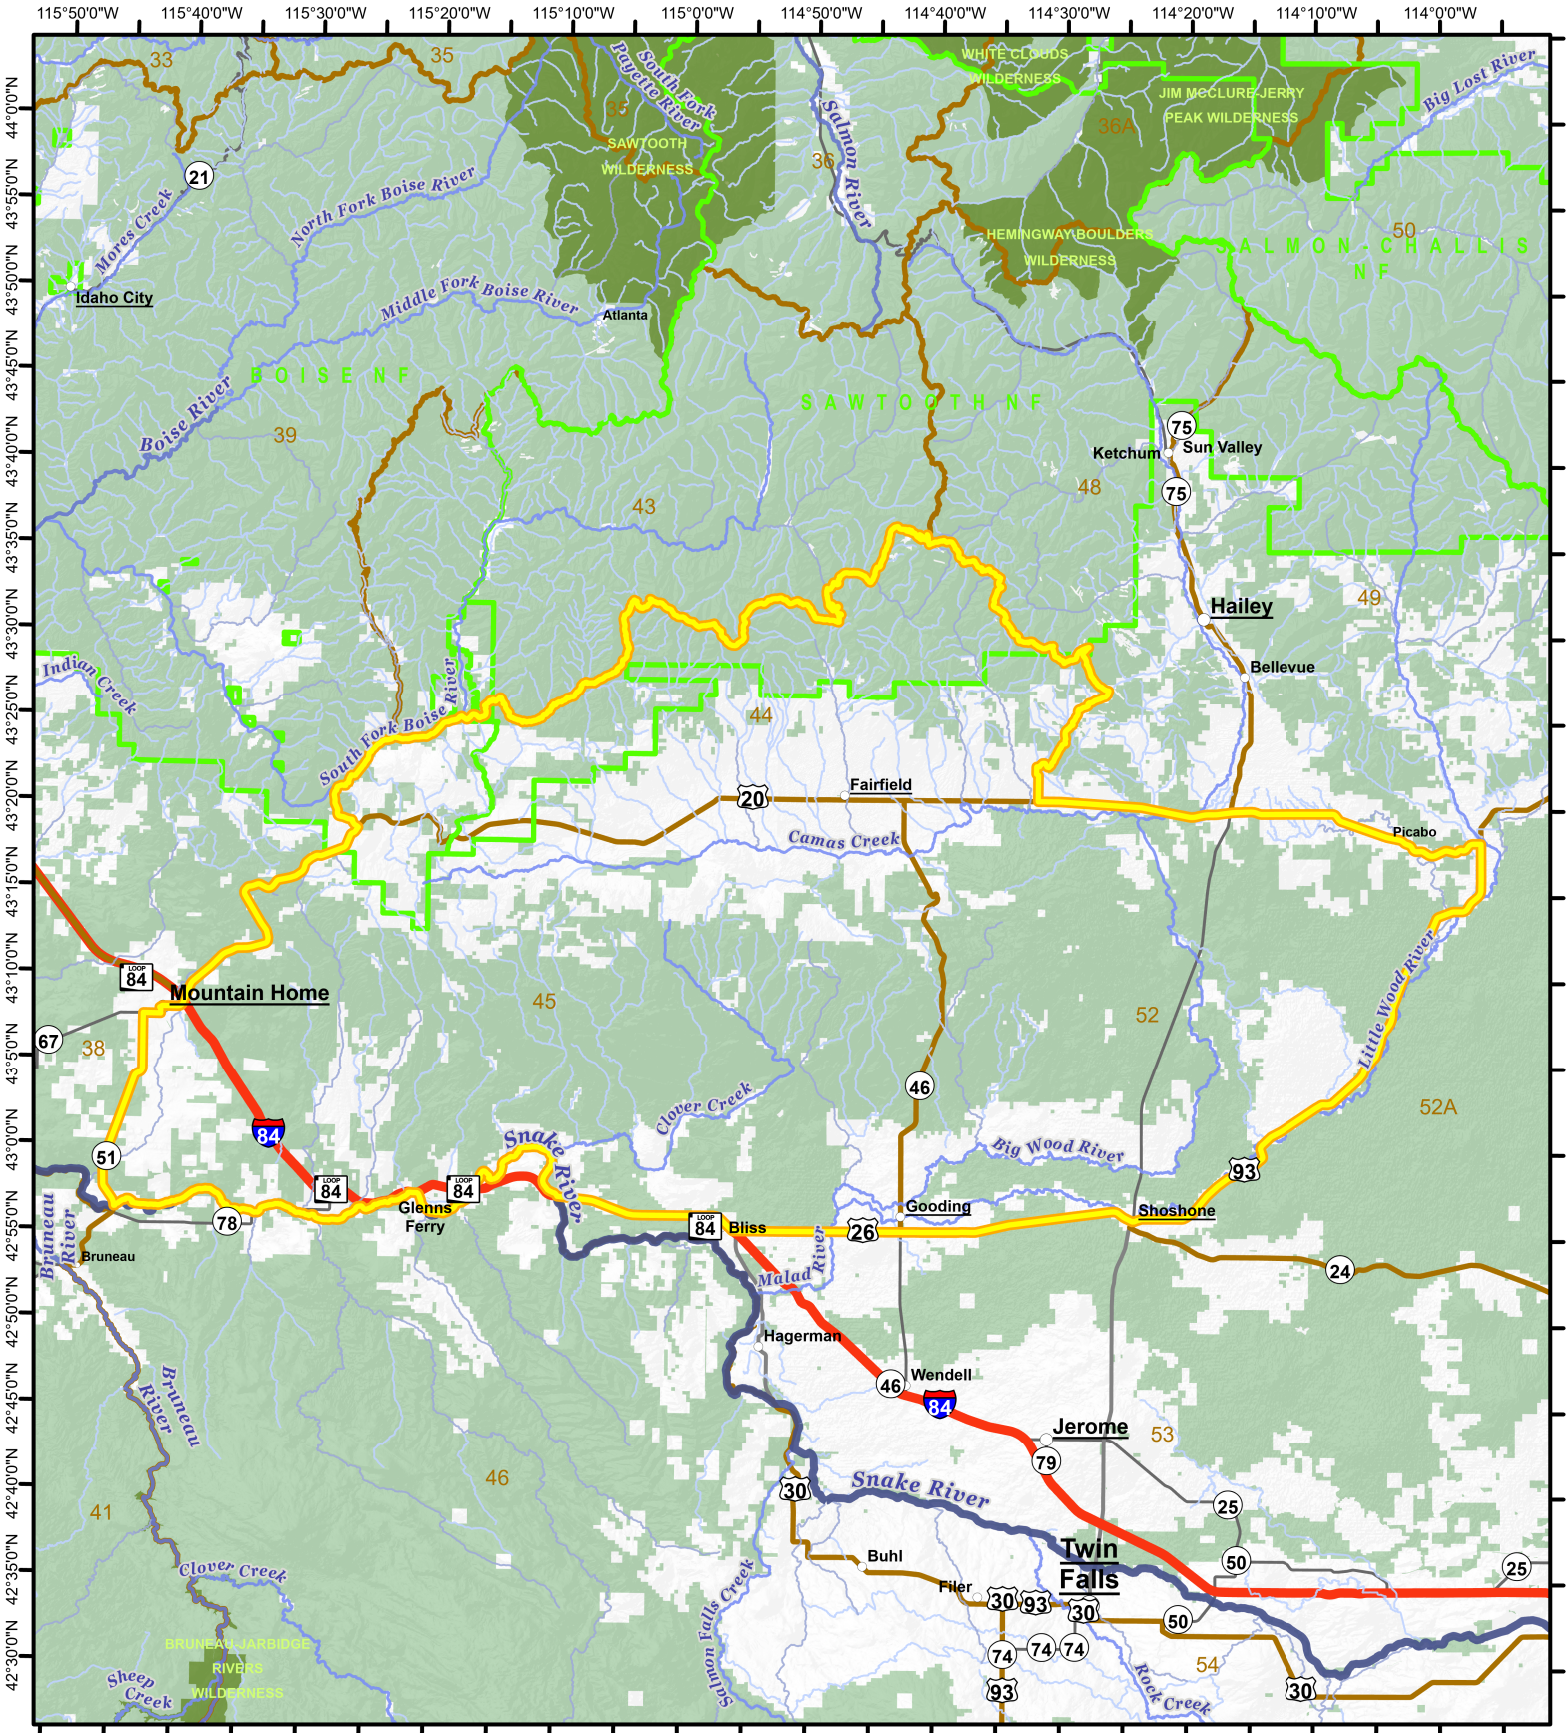 115°50'0"W 115°40'0"W 115°30'0"W 115°20'0"W 115°10'0"W 115°0'0"W 114°50'0"W 114°40'0"W 114°30'0"W 114°20'0"W 114°10'0"W 114°0'0"W
44°0'0"N
43°55'0"N
43°50'0"N
43°45'0"N
43°40'0"N
43°35'0"N
43°30'0"N
43°25'0"N
43°20'0"N
43°15'0"N
43°10'0"N
43°5'0"N
43°0'0"N
42°55'0"N
42°50'0"N
42°45'0"N
42°40'0"N
42°35'0"N
42°30'0"N
33
35
South Fork
Payette River
35
SAWTOOTH
WILDERNESS
Salmon River
36
WHITE CLOUDS
WILDERNESS
JIM MCCLURE-JERRY
PEAK WILDERNESS
36A
Big Lost River
21
Mores Creek
North Fork Boise River
HEMINGWAY-BOULDERS
WILDERNESS
50
SALMON-CHALLIS
NF
Idaho City
Middle Fork Boise River
Atlanta
BOISE NF
SAWTOOTH NF
Boise River
39
75
Sun Valley
Ketchum
75
48
43
49
Hailey
Bellevue
Indian Creek
South Fork Boise River
44
20
Fairfield
Camas Creek
Picabo
LOOP
84
Mountain Home
45
52
67
38
Little Wood River
46
52A
84
51
Clover Creek
Snake River
Big Wood River
93
LOOP
84
LOOP
84
Glenns
Ferry
78
Bruneau
River
Bruneau
LOOP
84
Bliss
26
Gooding
Shoshone
Malad River
24
Hagerman
46
Wendell
84
Bruneau
River
Jerome
53
79
46
41
30
Snake River
25
Twin
Falls
50
25
Clover Creek
Buhl
Filer
30
93
30
50
Salmon Falls Creek
74
74
74
54
BRUNEAU-JARBIDGE
RIVERS
WILDERNESS
Sheep
Creek
93
Rock Creek
30